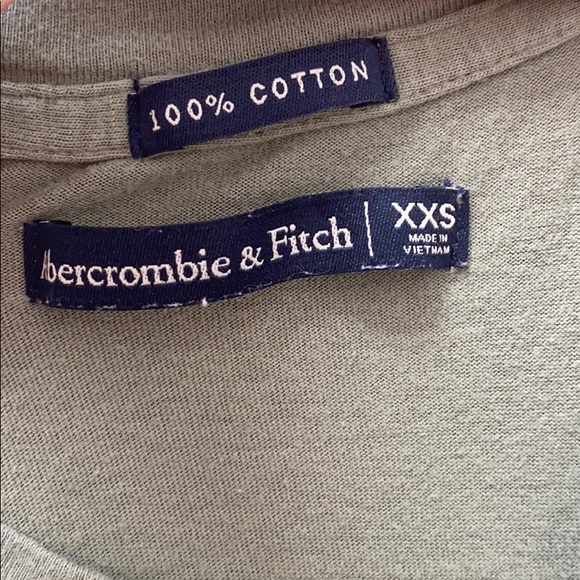 100% COTTON
Abercrombie & Fitch | XXS
MADE IN
VIETNAM